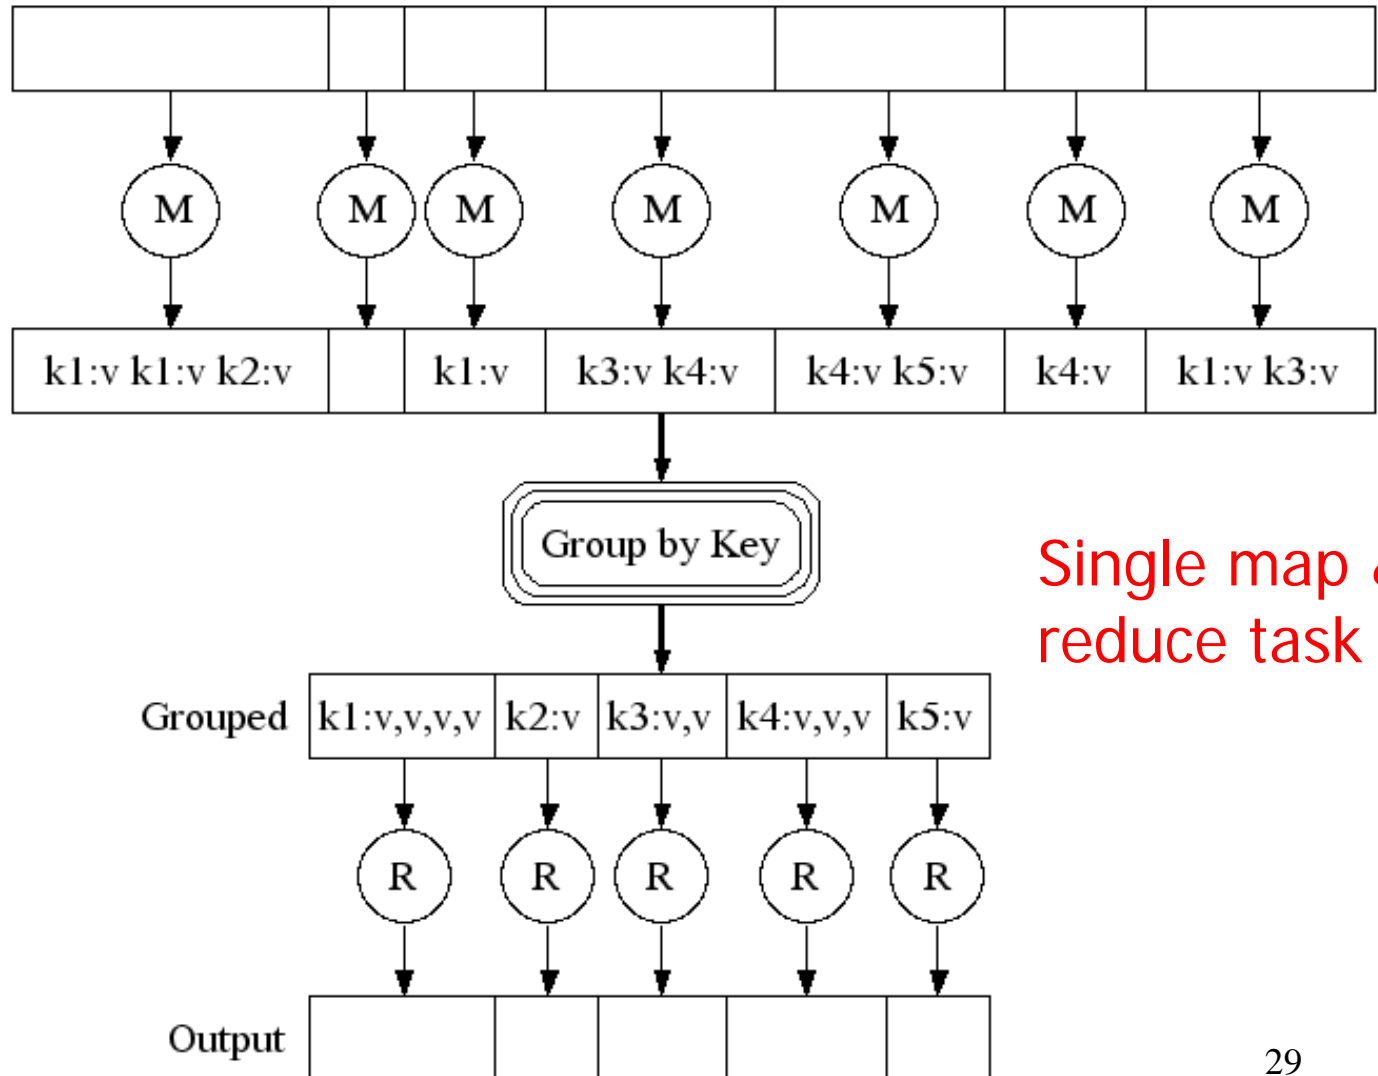 M M M M M M M
k1:v k1:v k2:v k1:v k3:v k4:v k4:v k5:v k4:v k1:v k3:v
Group by Key
Single map
reduce task
Grouped k1:v,v,v,v k2:v k3:v,v k4:v,v,v k5:v
R R R R R
Output
29